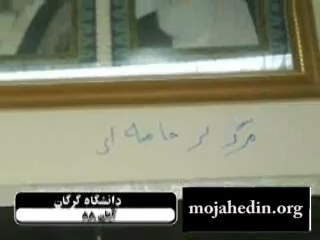 مرگ بر خامنه ای
دانشگاه گرگان
آبان ۸۸
mojahedin.org